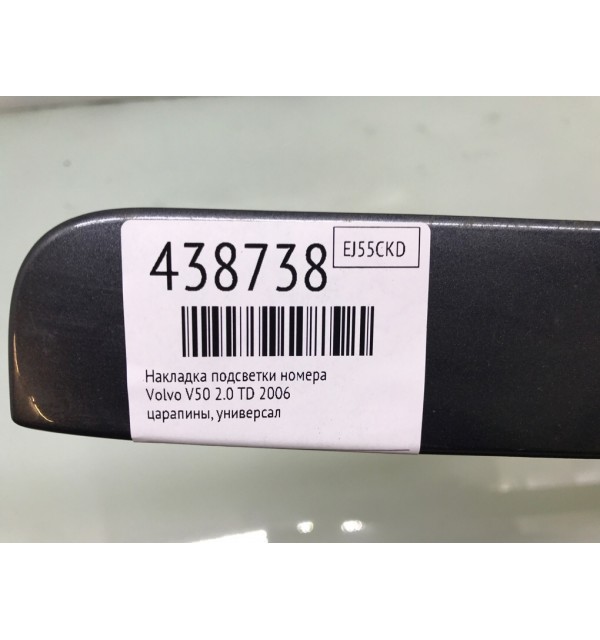 438738
EJ55CKD
Накладка подсветки номера
Volvo V50 2.0 TD 2006
царапины, универсал